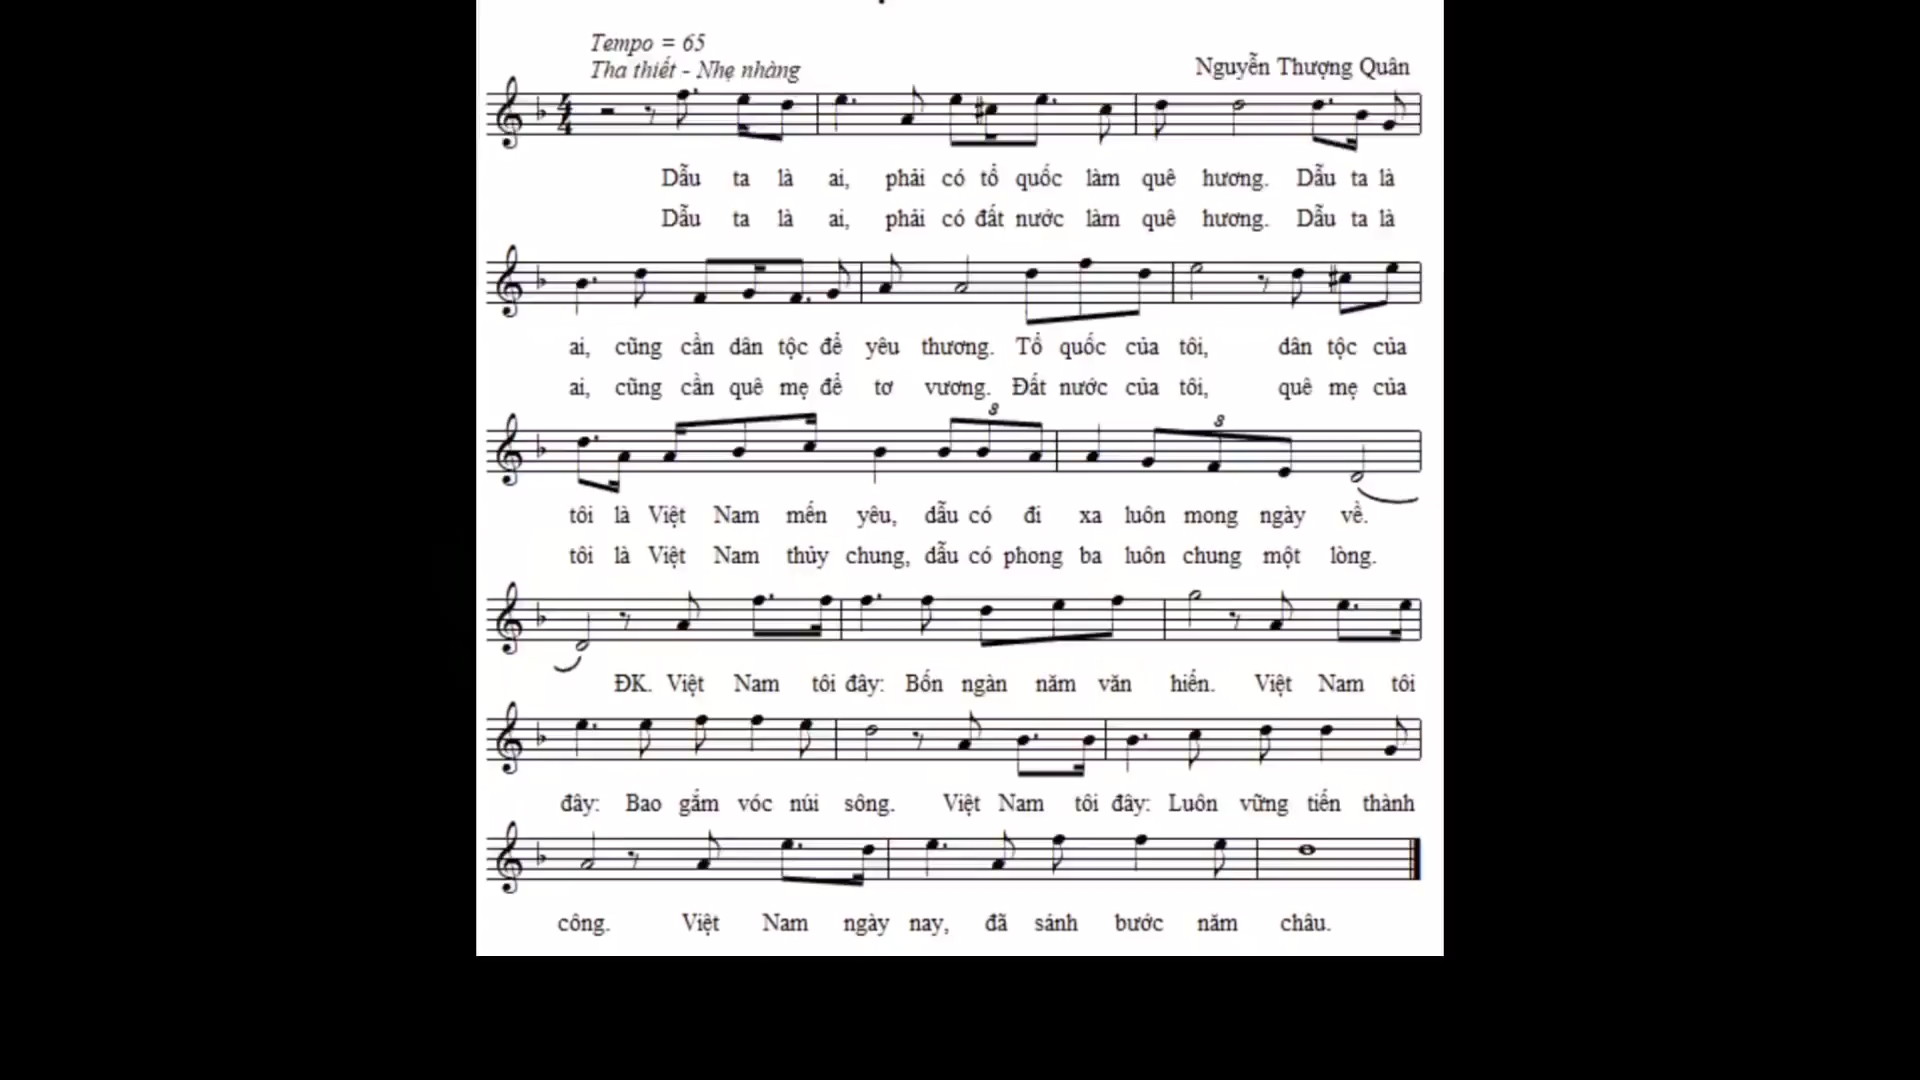 Tempo = 65
Tha thiết - Nhẹ nhàng
Nguyễn Thượng Quân
Dẫu ta là ai, phải có tổ quốc làm quê hương. Dẫu ta là
Dẫu ta là ai, phải có đất nước làm quê hương. Dẫu ta là
ai, cũng cần dân tộc để yêu thương. Tổ quốc của tôi, dân tộc của
ai, cũng cần quê mẹ để tơ vương. Đất nước của tôi, quê mẹ của
3
3
tôi là Việt Nam mến yêu, dẫu có đi xa luôn mong ngày về.
tôi là Việt Nam thủy chung, dẫu có phong ba luôn chung một lòng.
ĐK. Việt Nam tôi đây: Bốn ngàn năm văn hiến. Việt Nam tôi
đây: Bao gắm vóc núi sông. Việt Nam tôi đây: Luôn vững tiến thành
công. Việt Nam ngày nay, đã sánh bước năm châu.